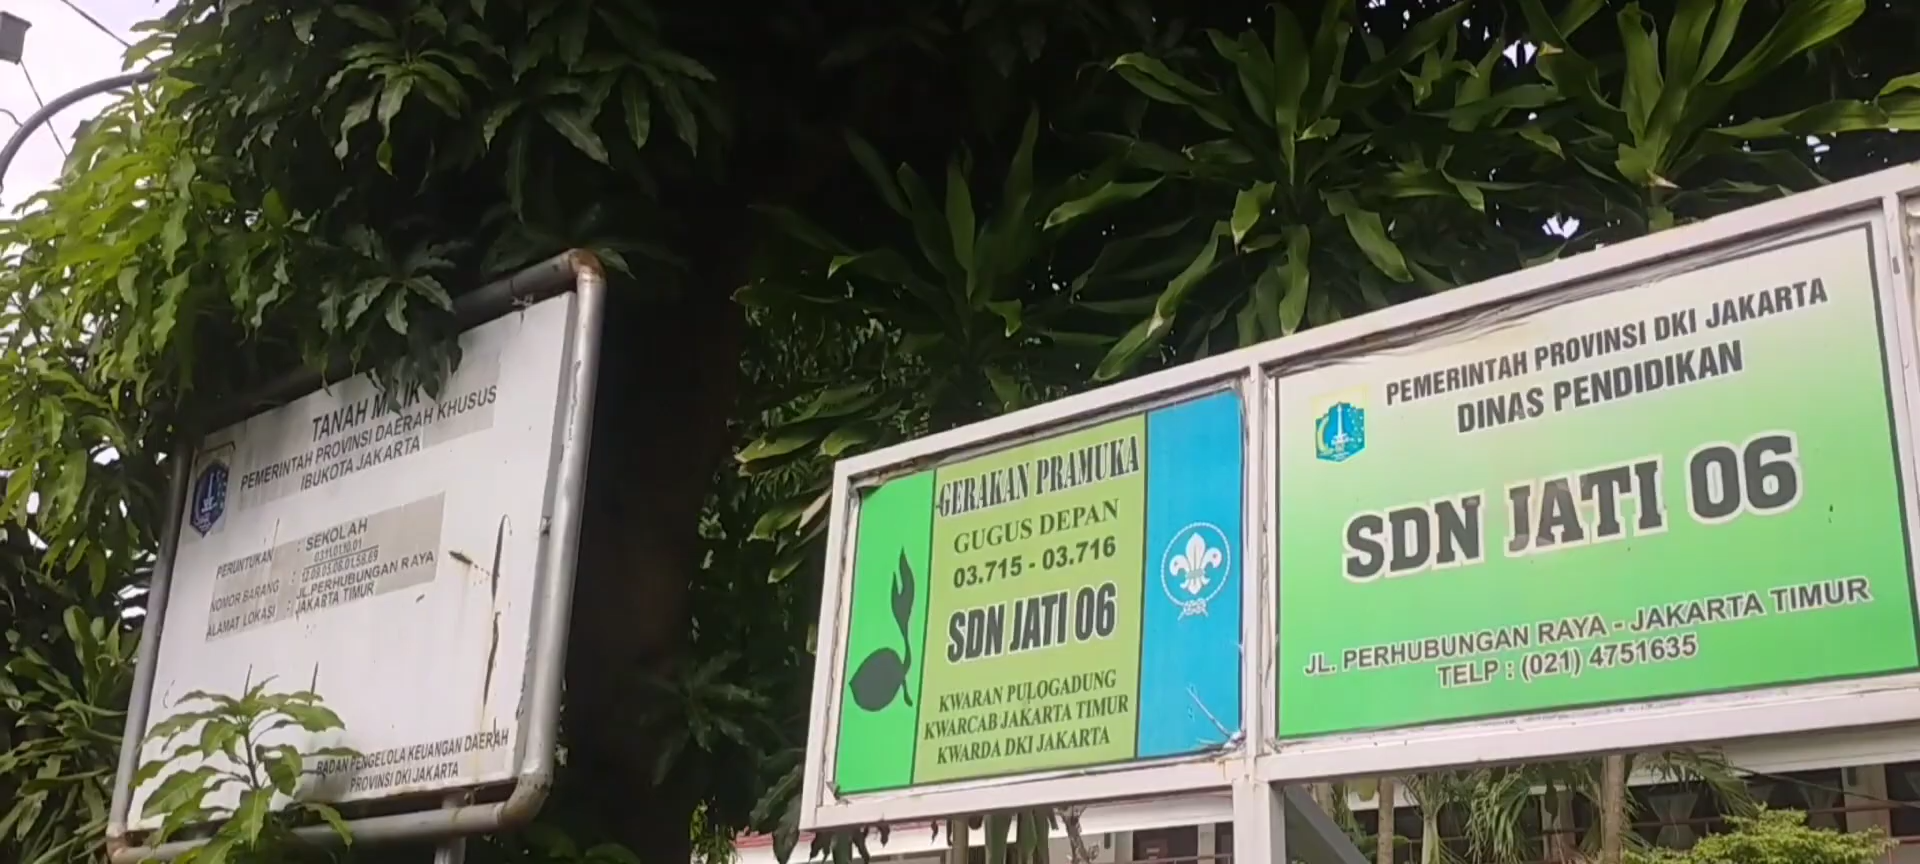 TANAH MILIK
PEMERINTAH PROVINSI DAERAH KHUSUS
IBUKOTA JAKARTA
PERUNTUKAN : SEKOLAH
NOMOR BARANG :
ALAMAT LOKASI : JL.PERHUBUNGAN RAYA
JAKARTA TIMUR
BADAN PENGELOLA KEUANGAN DAERAH
PROVINSI DKI JAKARTA
GERAKAN PRAMUKA
GUGUS DEPAN
03.715 - 03.716
SDN JATI 06
KWARAN PULOGADUNG
KWARCAB JAKARTA TIMUR
KWARDA DKI JAKARTA
PEMERINTAH PROVINSI DKI JAKARTA
DINAS PENDIDIKAN
SDN JATI 06
JL. PERHUBUNGAN RAYA - JAKARTA TIMUR
TELP : (021) 4751635